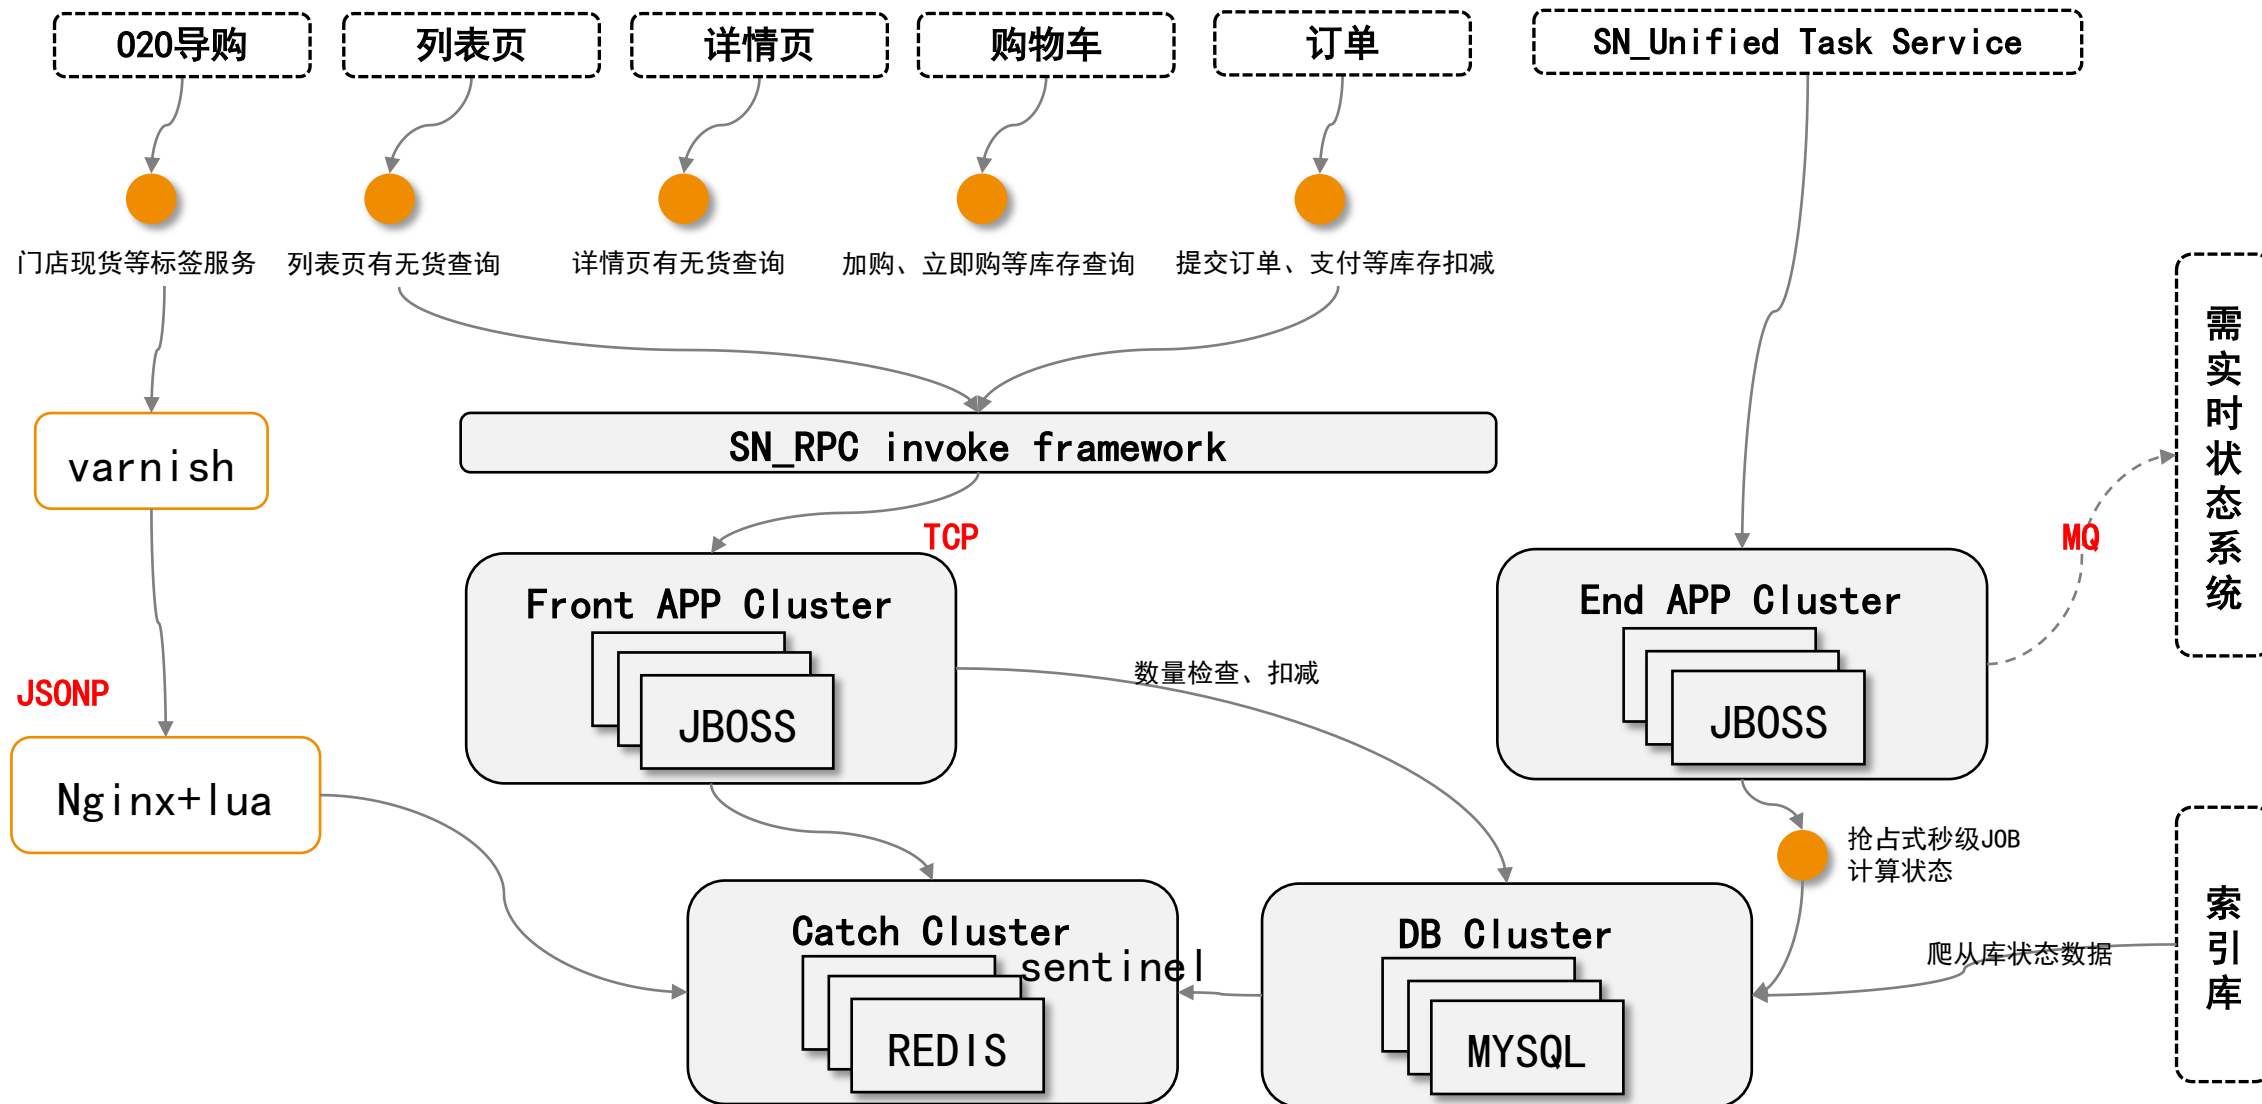 O2O导购
列表页
详情页
购物车
订单
SN_Unified Task Service
门店现货等标签服务
列表页有无货查询
详情页有无货查询
加购、立即购等库存查询
提交订单、支付等库存扣减
需实时状态系统
varnish
SN_RPC invoke framework
TCP
MQ
Front APP Cluster
JBOSS
End APP Cluster
JBOSS
数量检查、扣减
JSONP
Nginx+lua
抢占式秒级JOB
计算状态
Catch Cluster
sentinel
REDIS
DB Cluster
MYSQL
爬从库状态数据
索引库